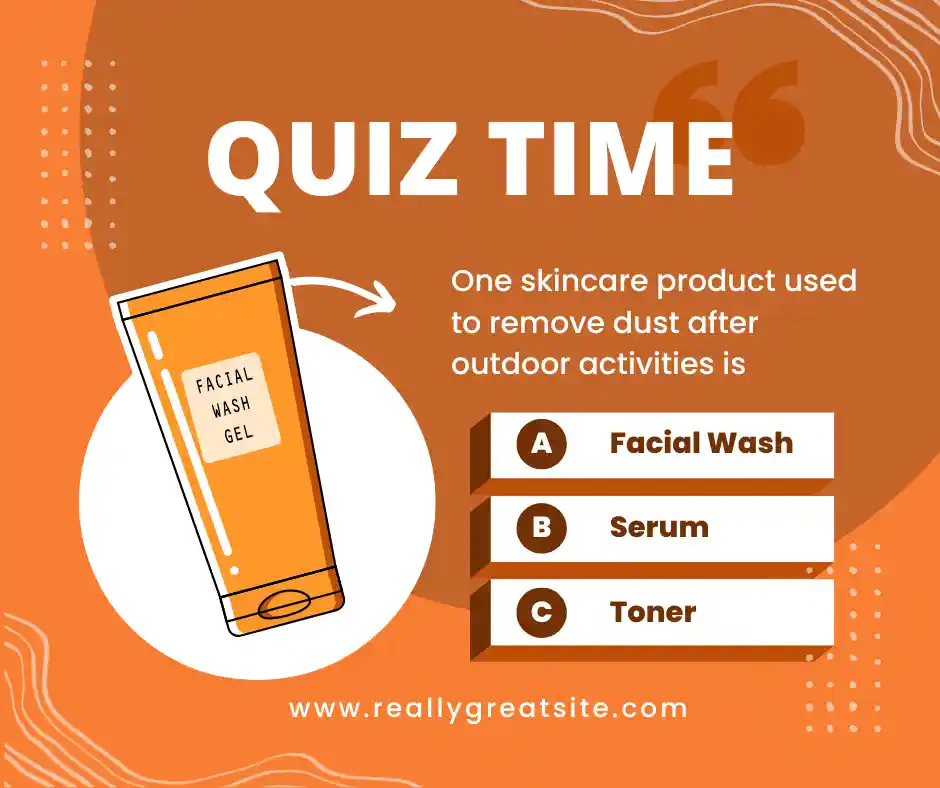 QUIZ TIME
One skincare product used
to remove dust after
outdoor activities is
FACIAL
WASH
GEL
A Facial Wash
B Serum
C Toner
www.reallygreatsite.com